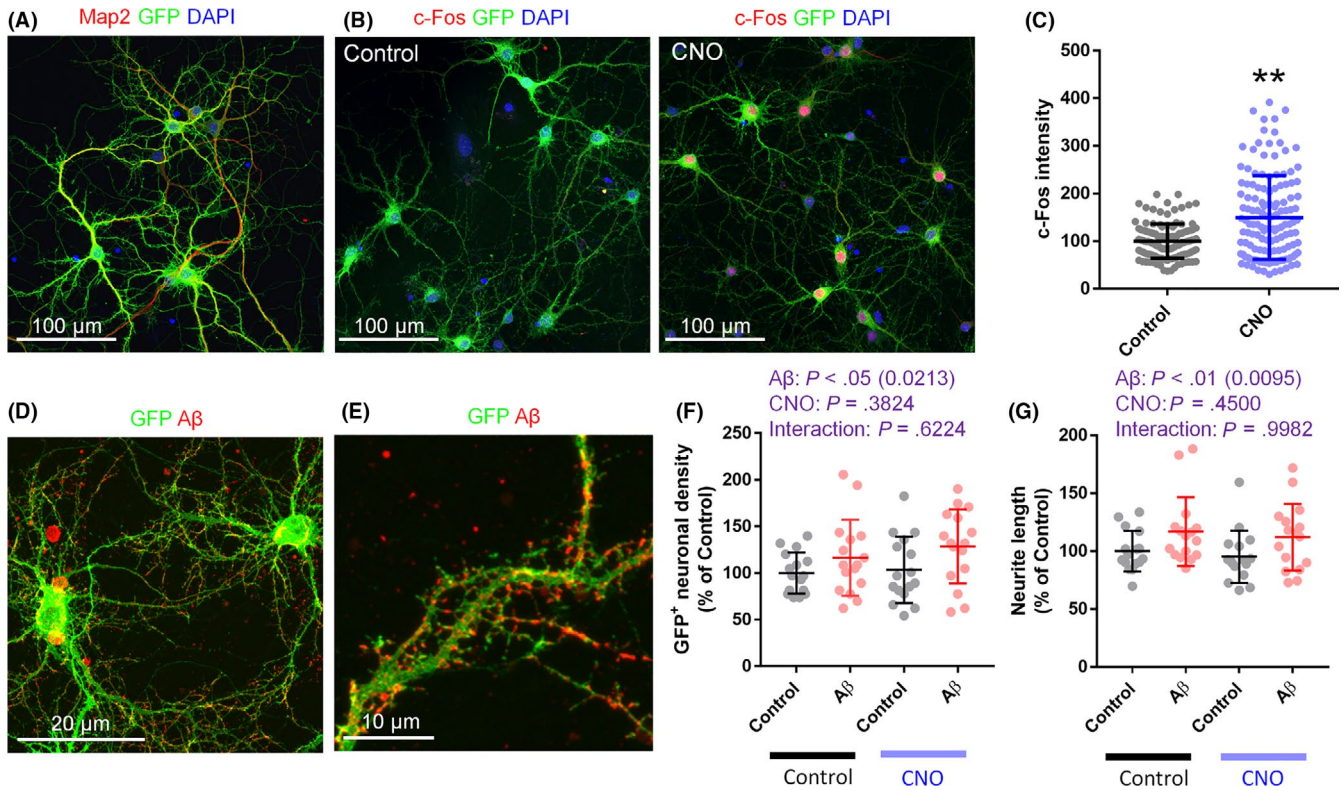 (A)
Map2 GFP DAPI
100 µm
(B)
c-Fos GFP DAPI
Control
100 µm
c-Fos GFP DAPI
CNO
100 µm
(C)
500
400
300
200
100
0
c-Fos intensity
**
Control
CNO
(D)
GFP Aβ
20 µm
(E)
GFP Aβ
10 µm
Aβ: P < .05 (0.0213)
CNO: P = .3824
(F)
Interaction: P = .6224
250
200
150
100
50
0
GFP⁺ neuronal density
(% of Control)
Control
Aβ
Control
Aβ
Control
CNO
Aβ: P < .01 (0.0095)
CNO: P = .4500
(G)
Interaction: P = .9982
200
150
100
50
0
Neurite length
(% of Control)
Control
Aβ
Control
Aβ
Control
CNO